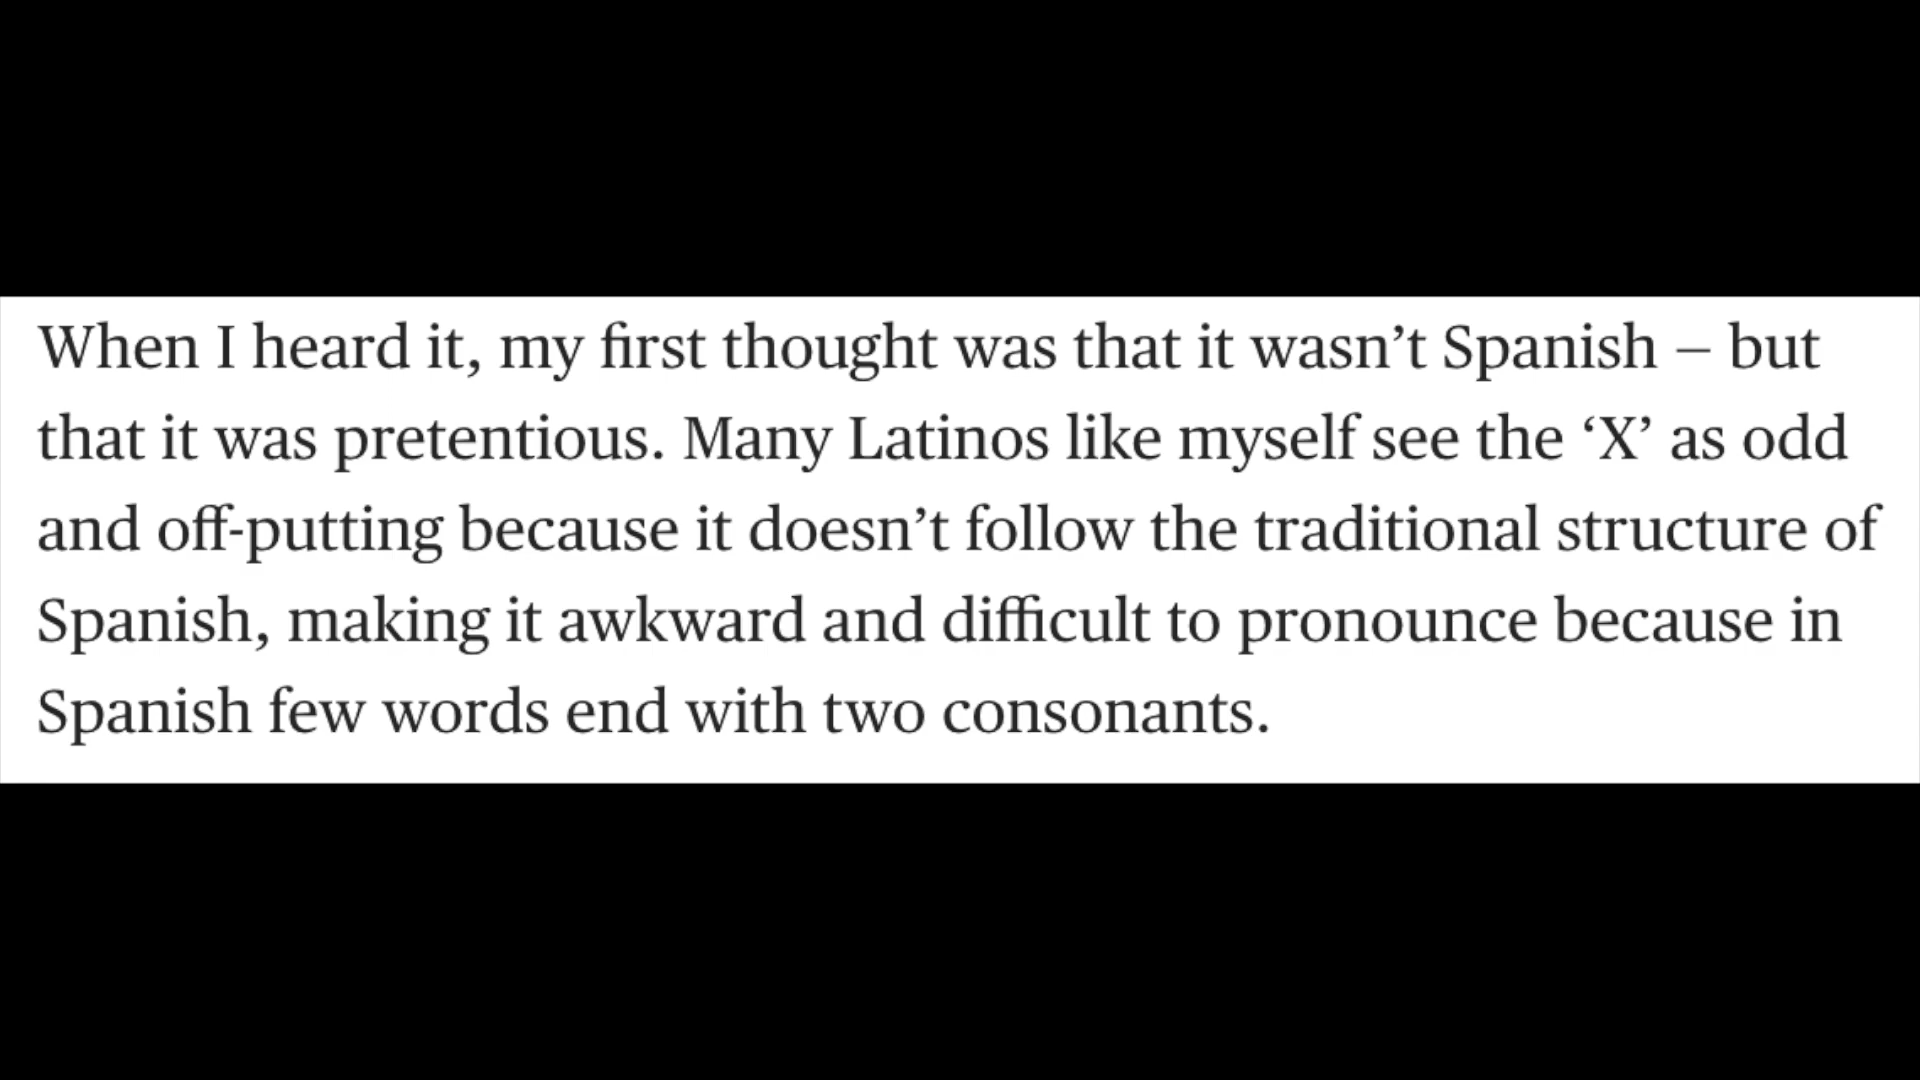 When I heard it, my first thought was that it wasn’t Spanish – but
that it was pretentious. Many Latinos like myself see the ‘X’ as odd
and off-putting because it doesn’t follow the traditional structure of
Spanish, making it awkward and difficult to pronounce because in
Spanish few words end with two consonants.